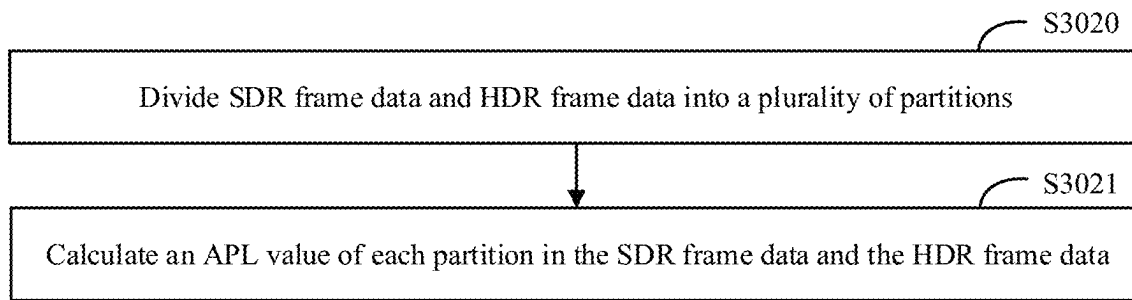 S3020
Divide SDR frame data and HDR frame data into a plurality of partitions
S3021
Calculate an APL value of each partition in the SDR frame data and the HDR frame data